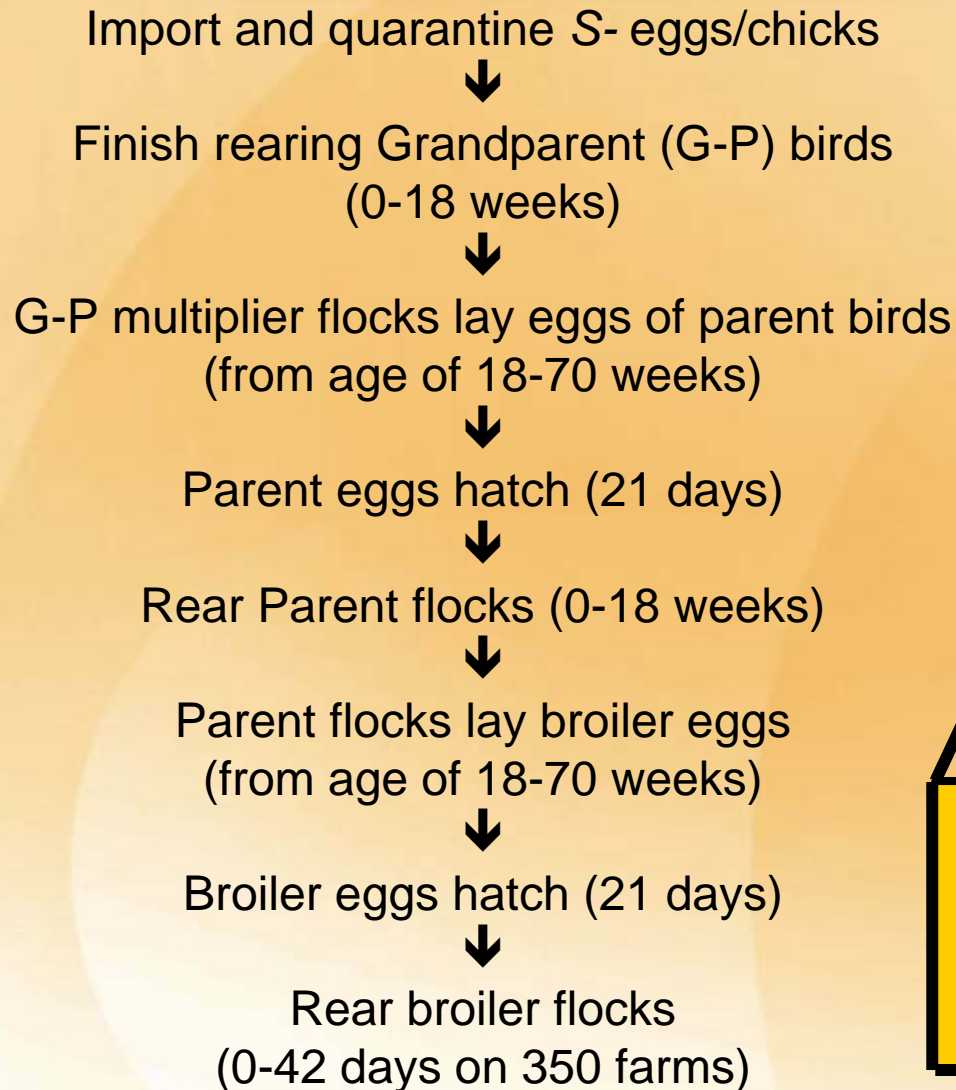 Import and quarantine S- eggs/chicks
↓
Finish rearing Grandparent (G-P) birds
(0-18 weeks)
↓
G-P multiplier flocks lay eggs of parent birds
(from age of 18-70 weeks)
↓
Parent eggs hatch (21 days)
↓
Rear Parent flocks (0-18 weeks)
↓
Parent flocks lay broiler eggs
(from age of 18-70 weeks)
↓
Broiler eggs hatch (21 days)
↓
Rear broiler flocks
(0-42 days on 350 farms)